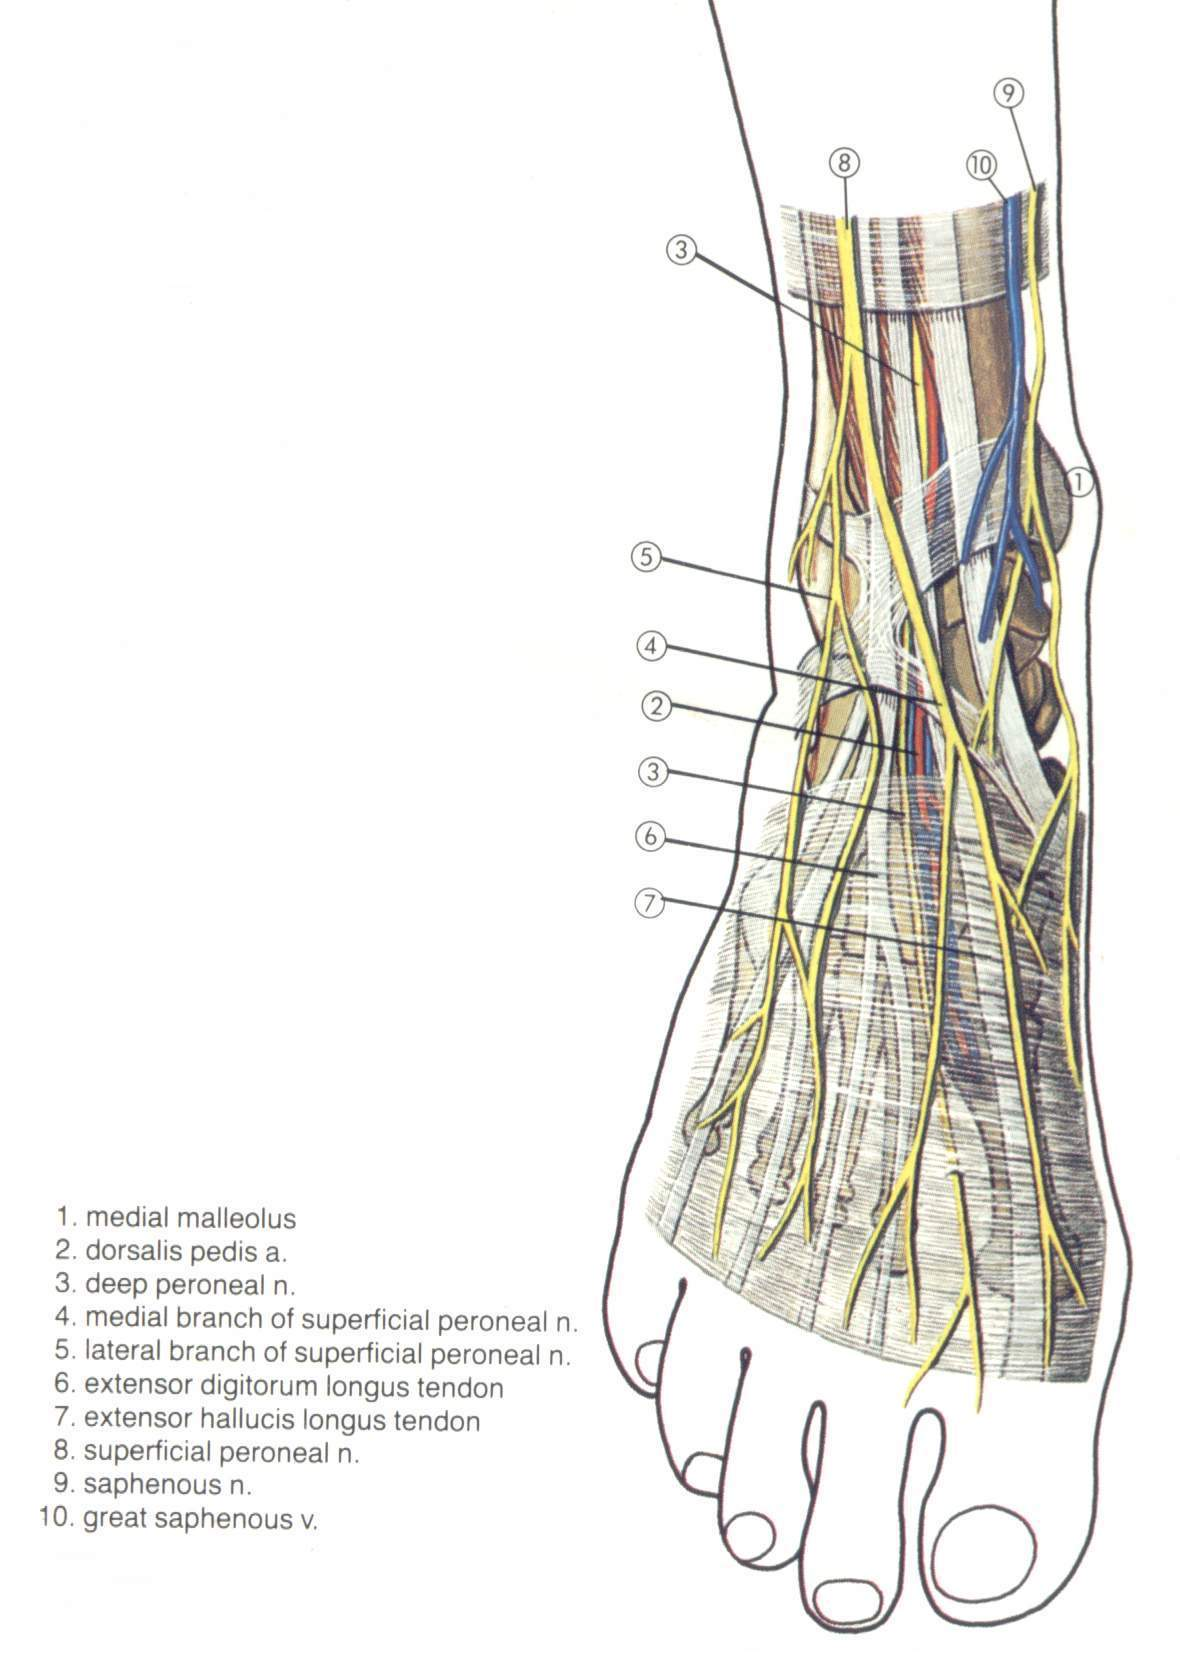 9
8
10
3
1
5
4
2
3
6
7
1. medial malleolus
2. dorsalis pedis a.
3. deep peroneal n.
4. medial branch of superficial peroneal n.
5. lateral branch of superficial peroneal n.
6. extensor digitorum longus tendon
7. extensor hallucis longus tendon
8. superficial peroneal n.
9. saphenous n.
10. great saphenous v.